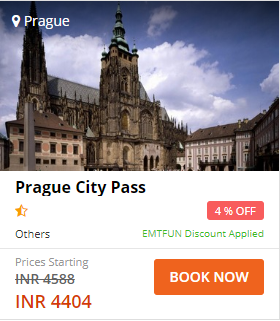 Prague
Prague City Pass
4 % OFF
Others
EMTFUN Discount Applied
Prices Starting
INR 4588
INR 4404
BOOK NOW